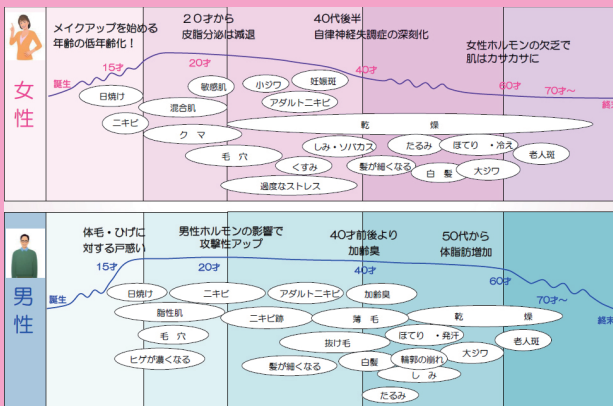 メイクアップを始める
年齢の低年齢化！
２０才から
皮脂分泌は減退
40代後半
自律神経失調症の深刻化
女性ホルモンの欠乏で
肌はカサカサに
女性
誕生
15才
20才
40才
60才
70才～
終末
日焼け
敏感肌
小ジワ
妊娠斑
混合肌
アダルトニキビ
ニキビ
乾燥
クマ
しみ・ソバカス
たるみ
ほてり・冷え
毛穴
老人斑
くすみ
髪が細くなる
白髪
大ジワ
過度なストレス
体毛・ひげに
対する戸惑い
男性ホルモンの影響で
攻撃性アップ
40才前後より
加齢臭
50代から
体脂肪増加
男性
誕生
15才
20才
40才
60才
70才～
終末
日焼け
ニキビ
アダルトニキビ
加齢臭
脂性肌
ニキビ跡
薄毛
乾燥
毛穴
抜け毛
ほてり・発汗
老人斑
ヒゲが濃くなる
髪が細くなる
白髪
輪郭の崩れ
大ジワ
しみ
たるみ